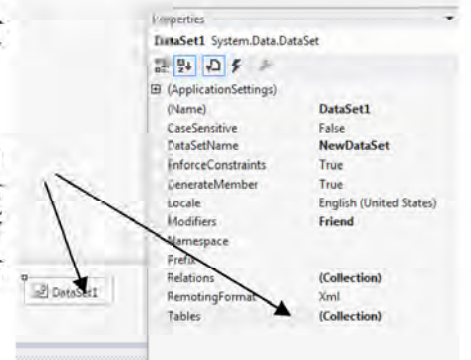 Properties
DataSet1 System.Data.DataSet
(ApplicationSettings)
(Name) DataSet1
CaseSensitive False
DataSetName NewDataSet
EnforceConstraints True
GenerateMember True
Locale English (United States)
Modifiers Friend
Namespace
Prefix
Relations (Collection)
RemotingFormat Xml
Tables (Collection)
DataSet1